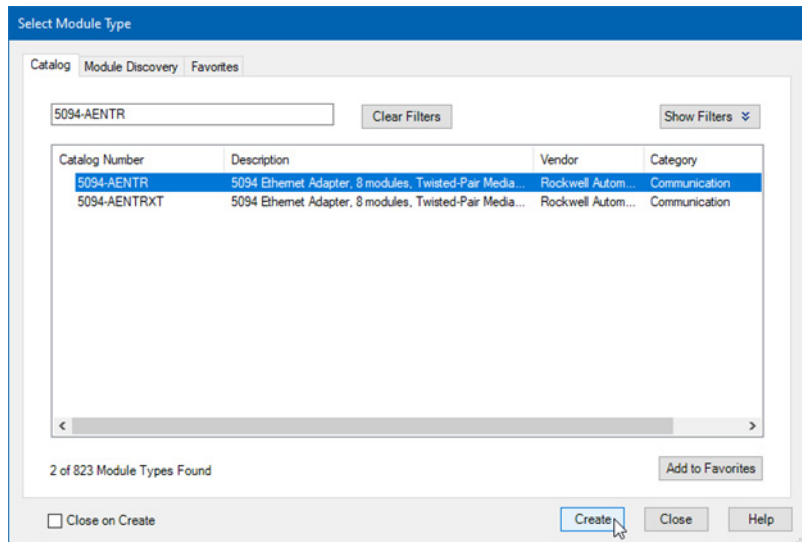 Select Module Type
Catalog Module Discovery Favorites
5094-AENTR Clear Filters Show Filters
Catalog Number Description Vendor Category
5094-AENTR 5094 Ethernet Adapter, 8 modules, Twisted-Pair Media... Rockwell Autom... Communication
5094-AENTRXT 5094 Ethernet Adapter, 8 modules, Twisted-Pair Media... Rockwell Autom... Communication
2 of 823 Module Types Found Add to Favorites
Close on Create Create Close Help